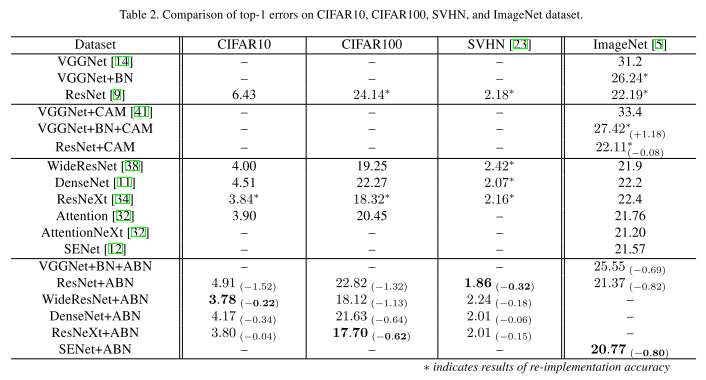 Table 2. Comparison of top-1 errors on CIFAR10, CIFAR100, SVHN, and ImageNet dataset.
Dataset CIFAR10 CIFAR100 SVHN [23] ImageNet [5]
VGGNet [14] – – – 31.2
VGGNet+BN – – – 26.24*
ResNet [9] 6.43 24.14* 2.18* 22.19*
VGGNet+CAM [41] – – – 33.4
VGGNet+BN+CAM – – – 27.42* (+1.18)
ResNet+CAM – – – 22.11* (−0.08)
WideResNet [38] 4.00 19.25 2.42* 21.9
DenseNet [11] 4.51 22.27 2.07* 22.2
ResNeXt [34] 3.84* 18.32* 2.16* 22.4
Attention [32] 3.90 20.45 – 21.76
AttentionNeXt [32] – – – 21.20
SENet [12] – – – 21.57
VGGNet+BN+ABN – – – 25.55 (−0.69)
ResNet+ABN 4.91 (−1.52) 22.82 (−1.32) 1.86 (−0.32) 21.37 (−0.82)
WideResNet+ABN 3.78 (−0.22) 18.12 (−1.13) 2.24 (−0.18) –
DenseNet+ABN 4.17 (−0.34) 21.63 (−0.64) 2.01 (−0.06) –
ResNeXt+ABN 3.80 (−0.04) 17.70 (−0.62) 2.01 (−0.15) –
SENet+ABN – – – 20.77 (−0.80)
* indicates results of re-implementation accuracy